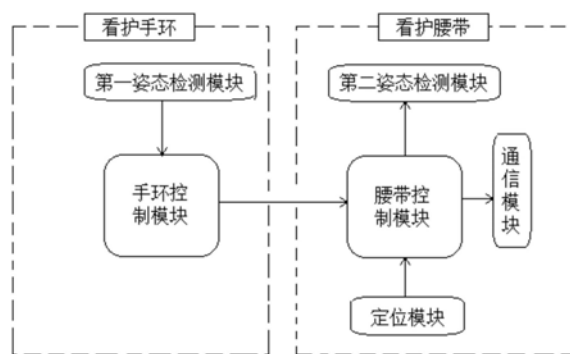 看护手环
看护腰带
第一姿态检测模块
第二姿态检测模块
手环控
制模块
腰带控
制模块
通
信
模
块
定位模块